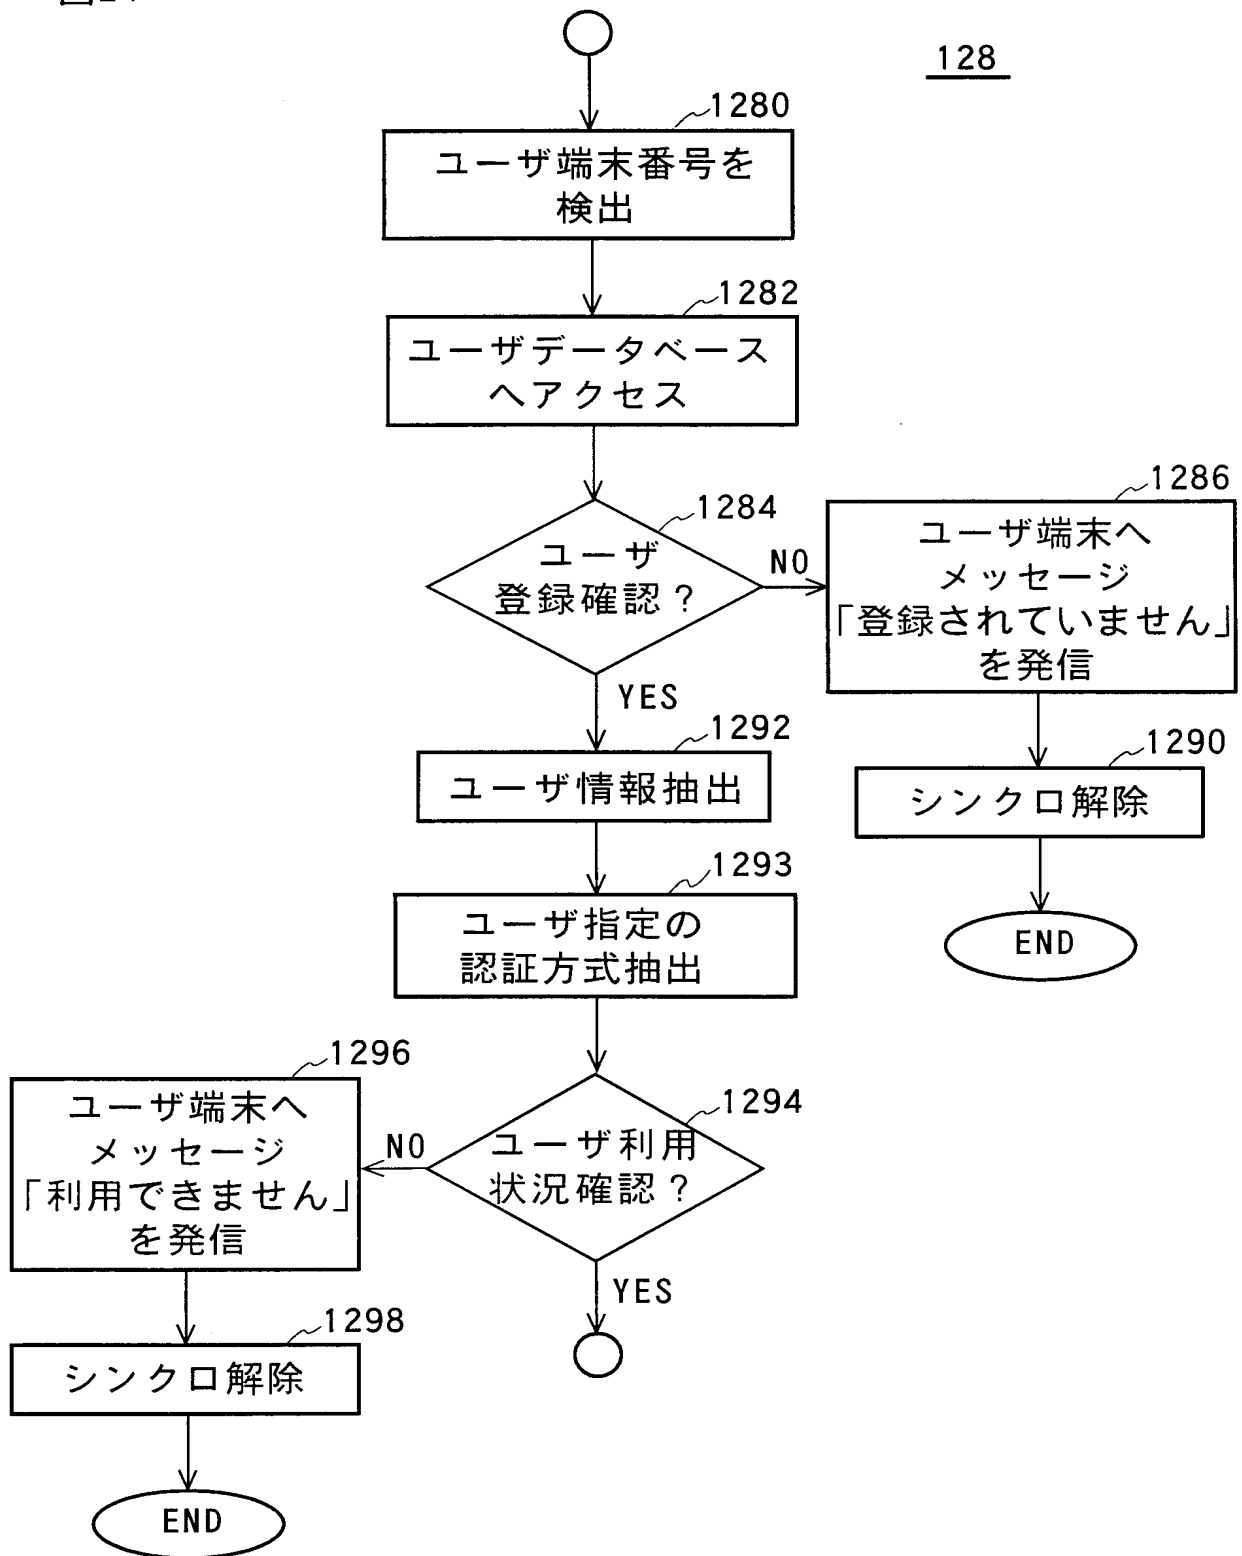 128
1280
ユーザ端末番号を
検出
1282
ユーザデータベース
へアクセス
1284
ユーザ
登録確認？
NO
1286
ユーザ端末へ
メッセージ
「登録されていません」
を発信
YES
1290
シンクロ解除
END
1292
ユーザ情報抽出
1293
ユーザ指定の
認証方式抽出
1294
ユーザ利用
状況確認？
NO
1296
ユーザ端末へ
メッセージ
「利用できません」
を発信
YES
1298
シンクロ解除
END